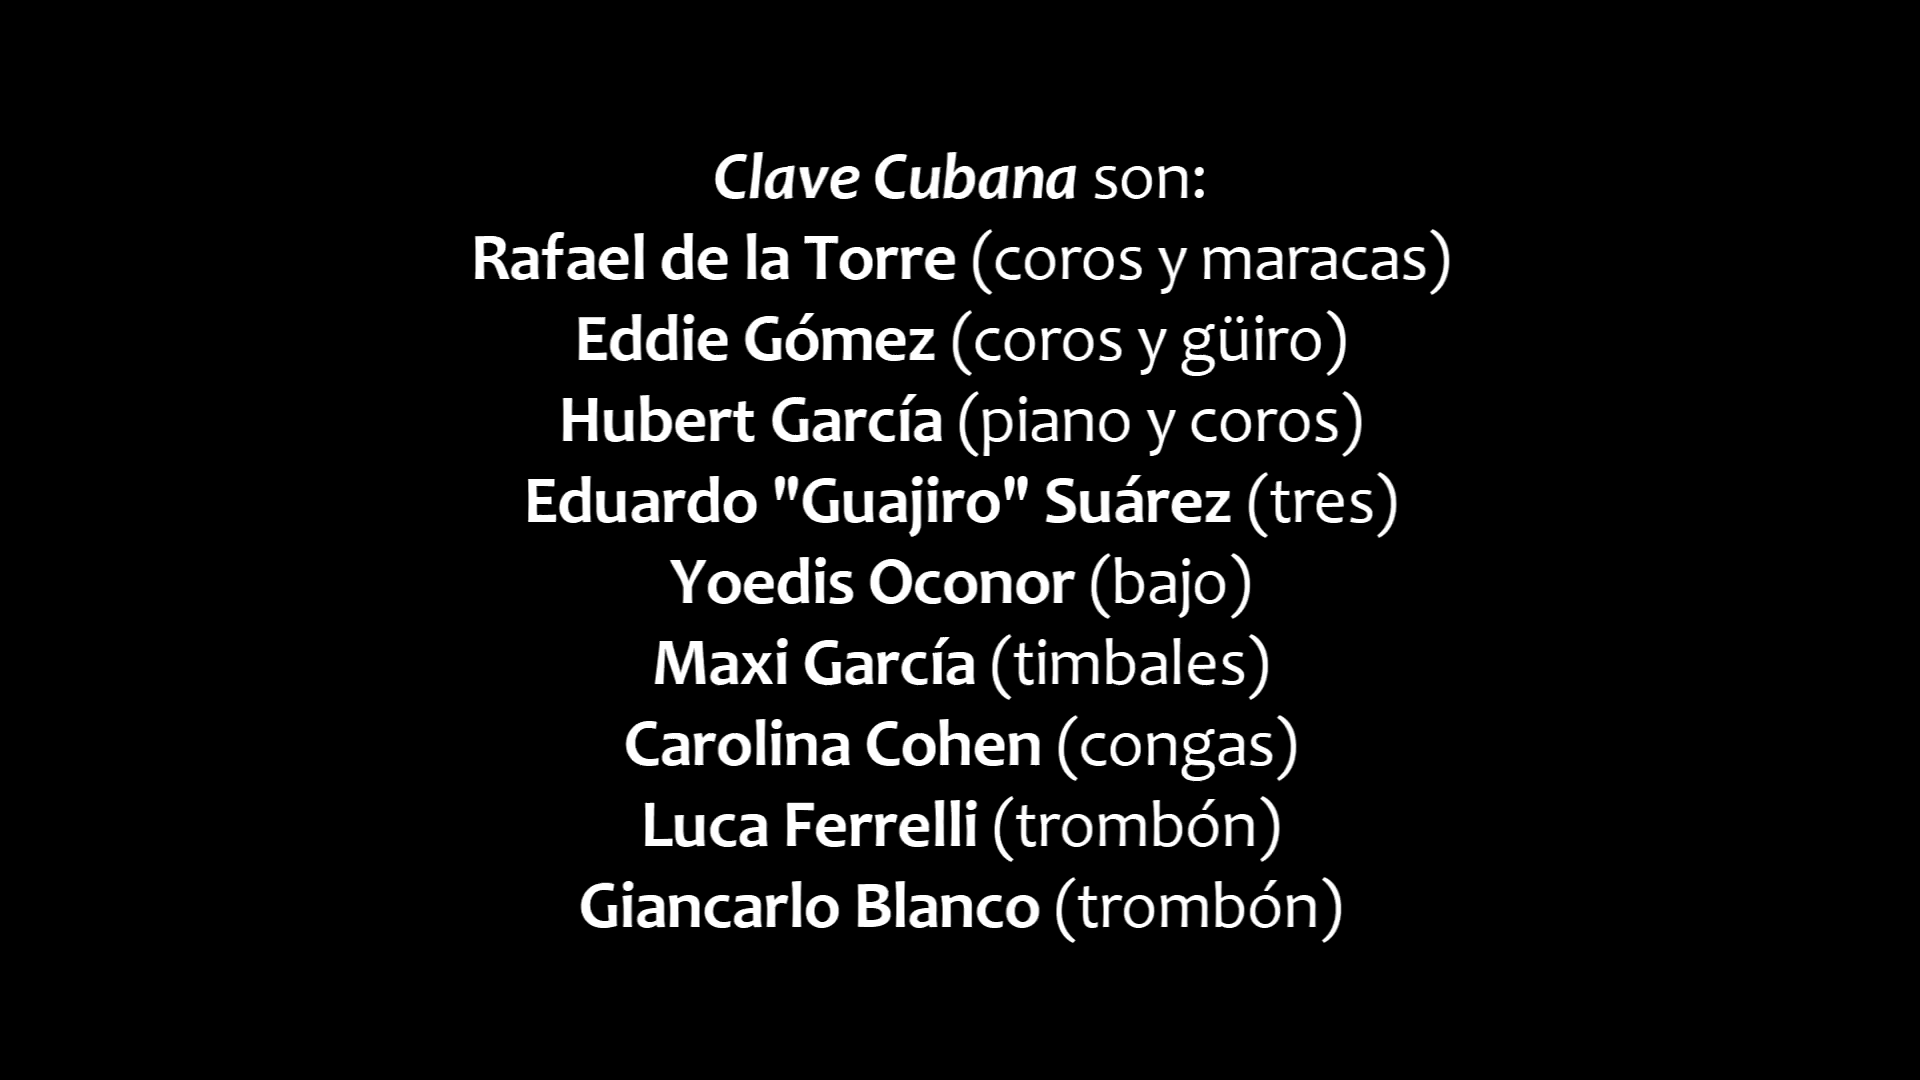 Clave Cubana son:
Rafael de la Torre (coros y maracas)
Eddie Gómez (coros y güiro)
Hubert García (piano y coros)
Eduardo "Guajiro" Suárez (tres)
Yoedis Oconor (bajo)
Maxi García (timbales)
Carolina Cohen (congas)
Luca Ferrelli (trombón)
Giancarlo Blanco (trombón)